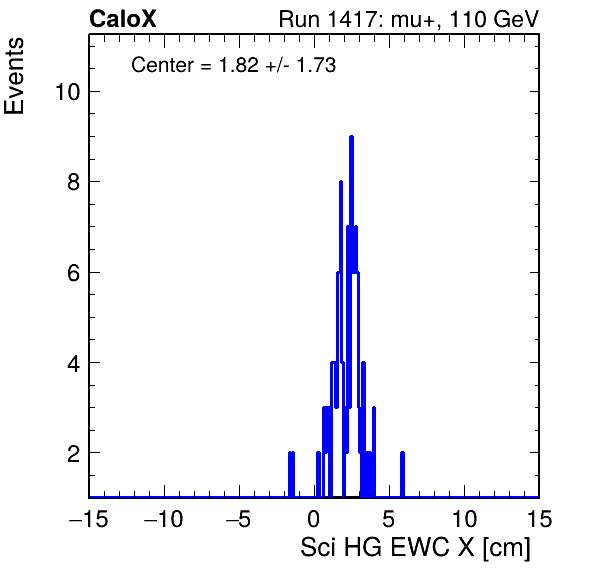 CaloX Run 1417: mu+, 110 GeV
Center = 1.82 +/- 1.73
Events
10
8
6
4
2
−15 −10 −5 0 5 10 15
Sci HG EWC X [cm]